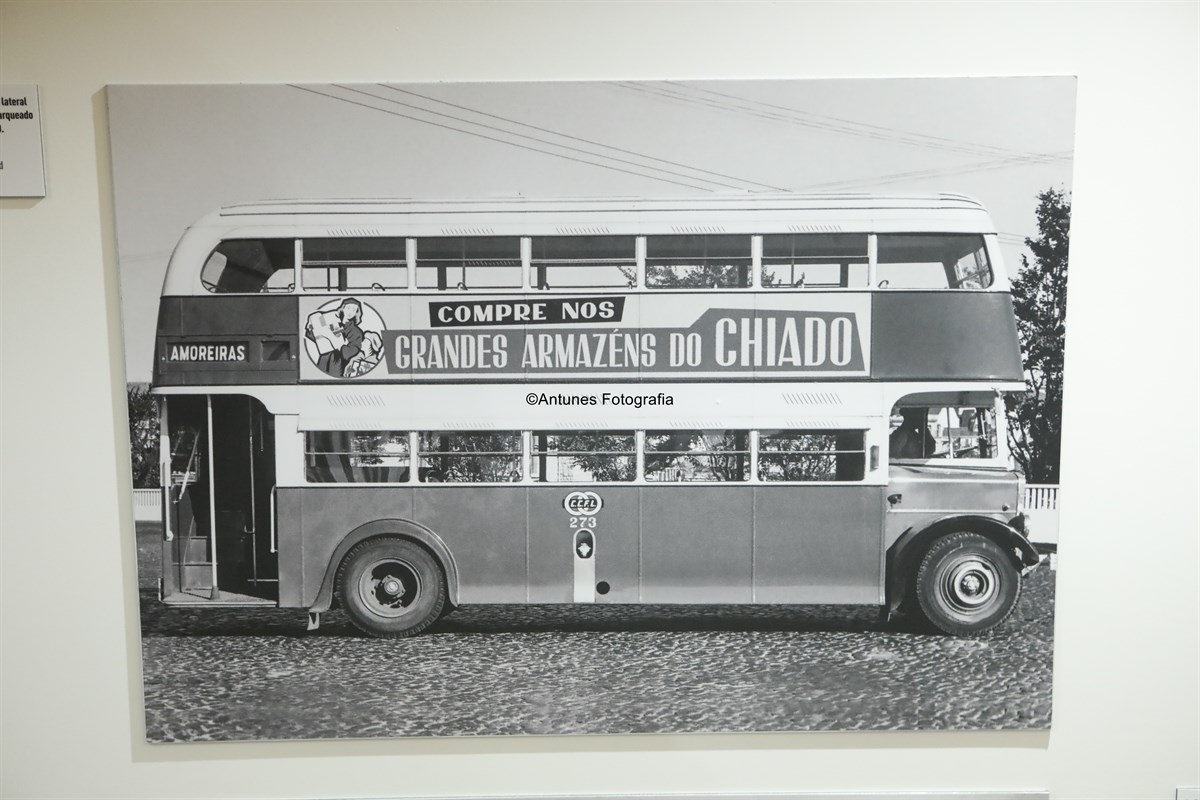 lateral
arqueado
COMPRE NOS
GRANDES ARMAZÉNS DO CHIADO
AMOREIRAS
©Antunes Fotografia
CCFL
273